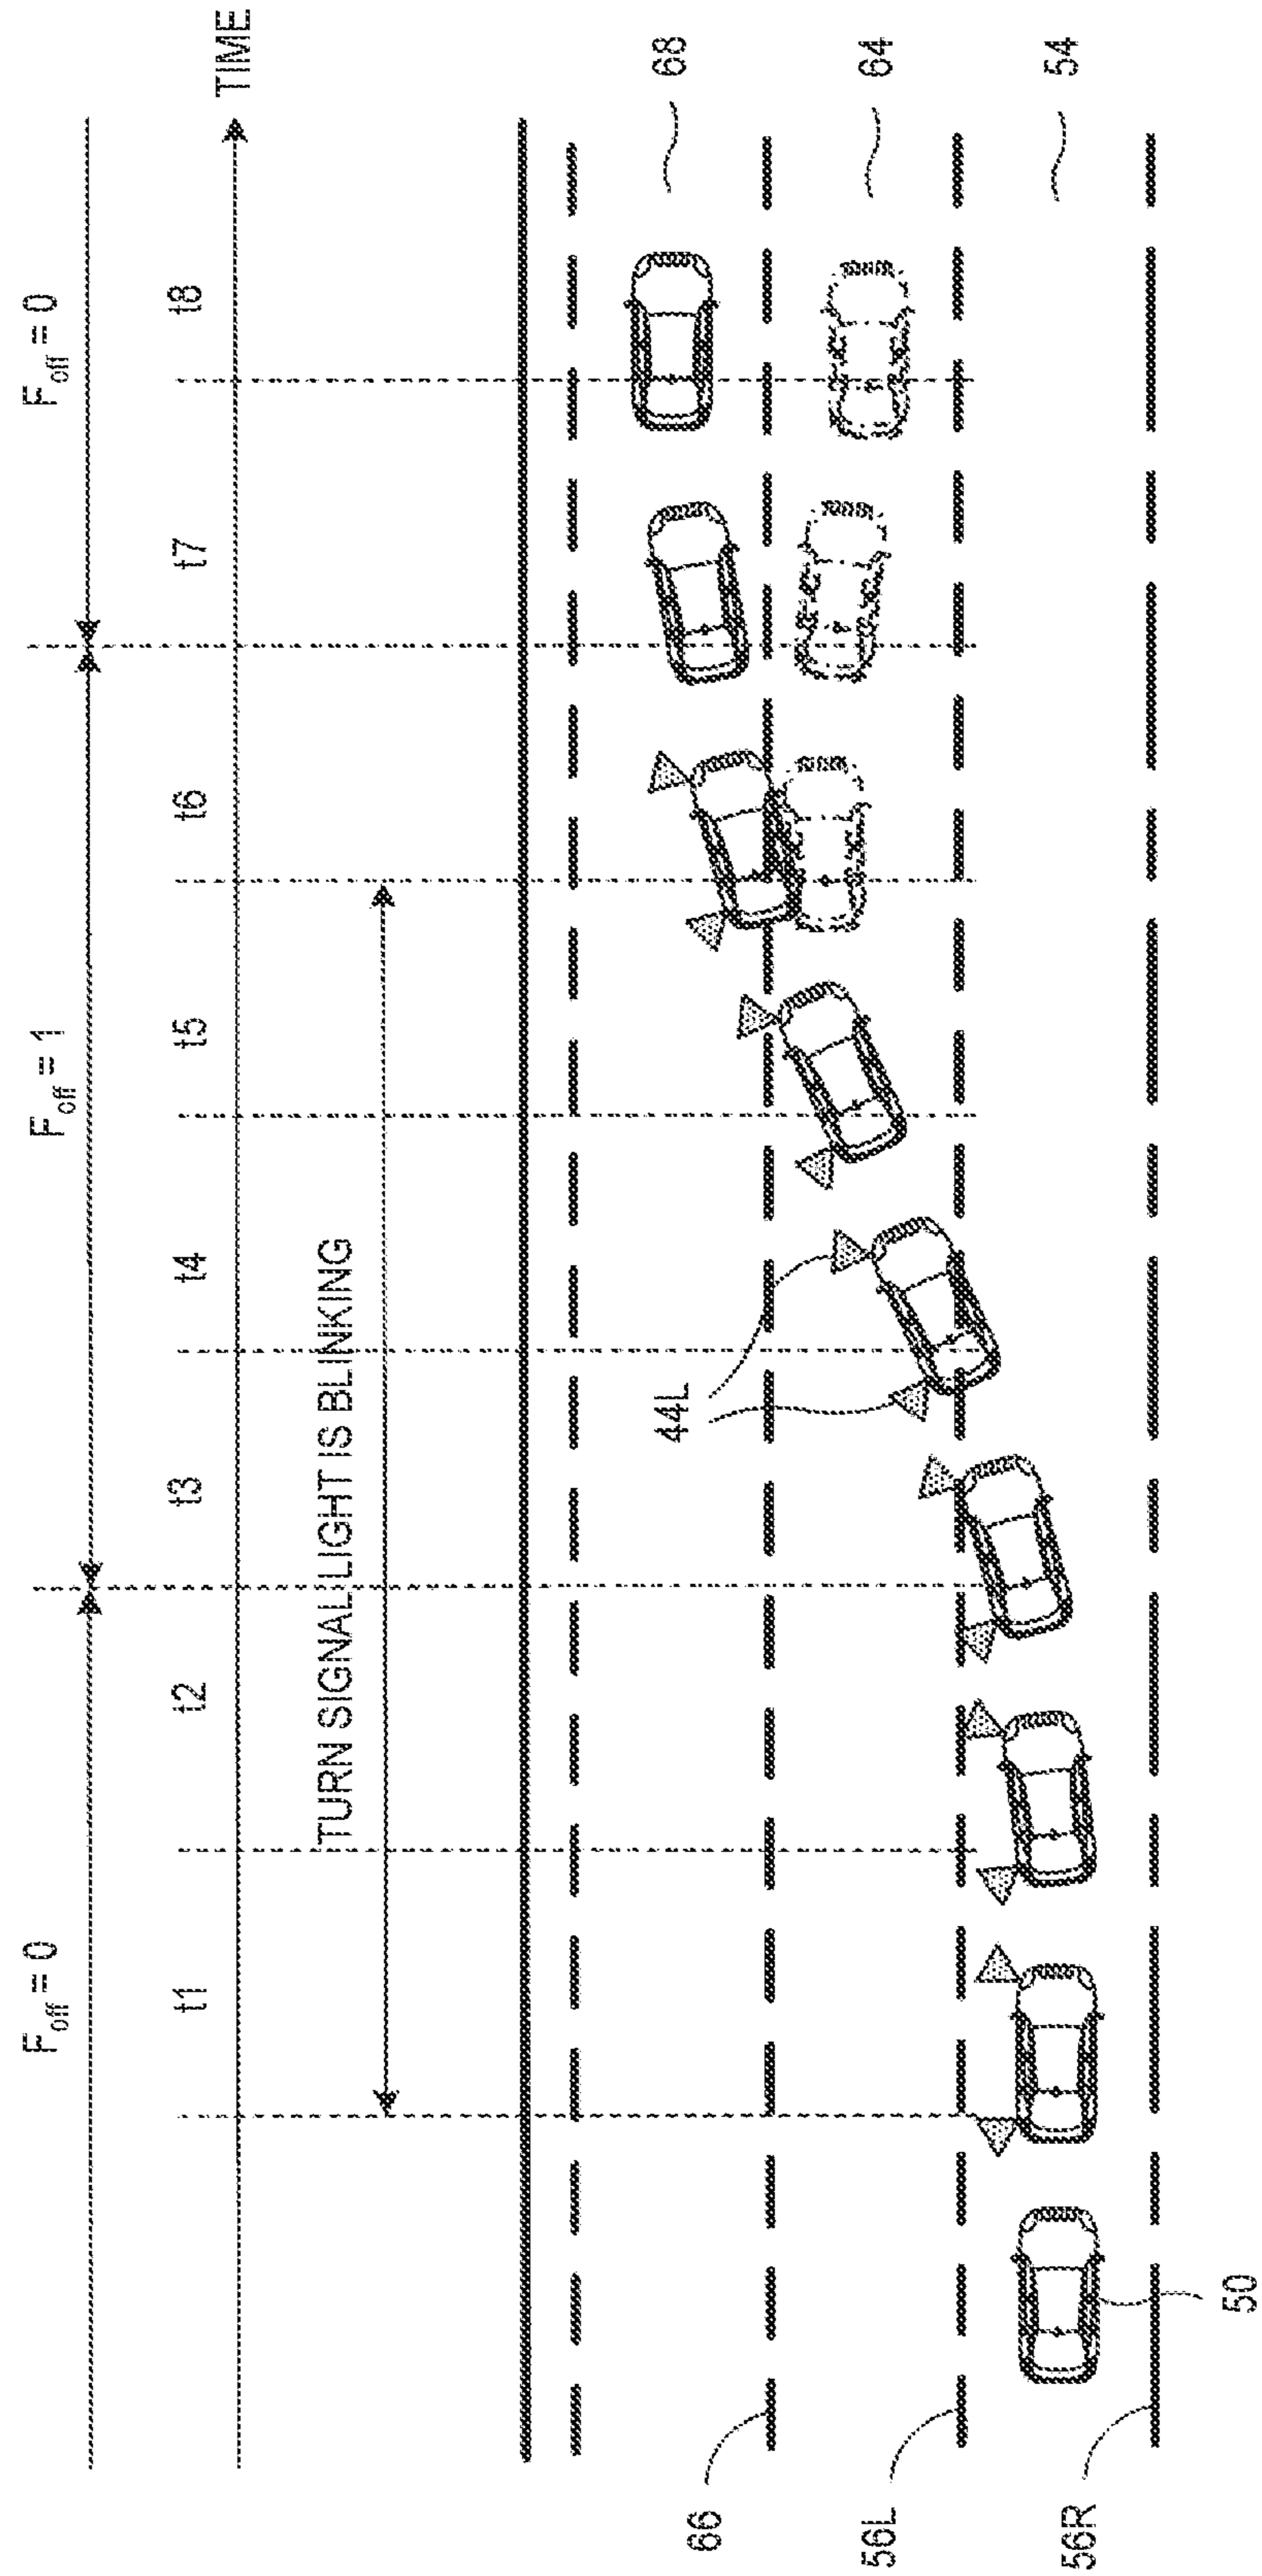 F_off = 0
F_off = 1
F_off = 0
t1
t2
t3
t4
t5
t6
t7
t8
TIME
TURN SIGNAL LIGHT IS BLINKING
44L
68
64
54
66
56L
56R
50